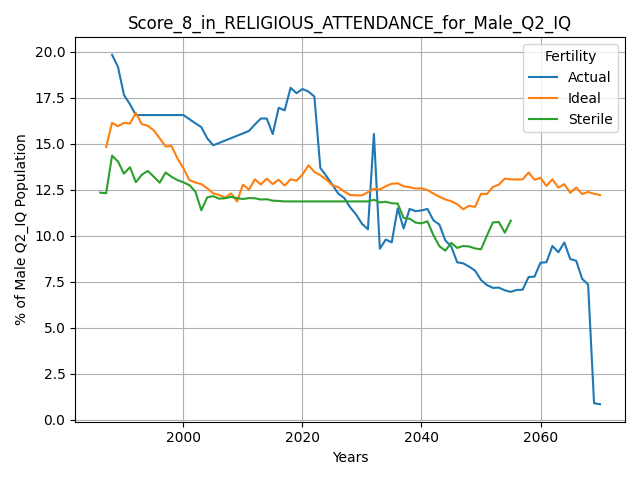 Score_8_in_RELIGIOUS_ATTENDANCE_for_Male_Q2_IQ
Fertility
Actual
Ideal
Sterile
% of Male Q2_IQ Population
20.0
17.5
15.0
12.5
10.0
7.5
5.0
2.5
0.0
2000
2020
2040
2060
Years